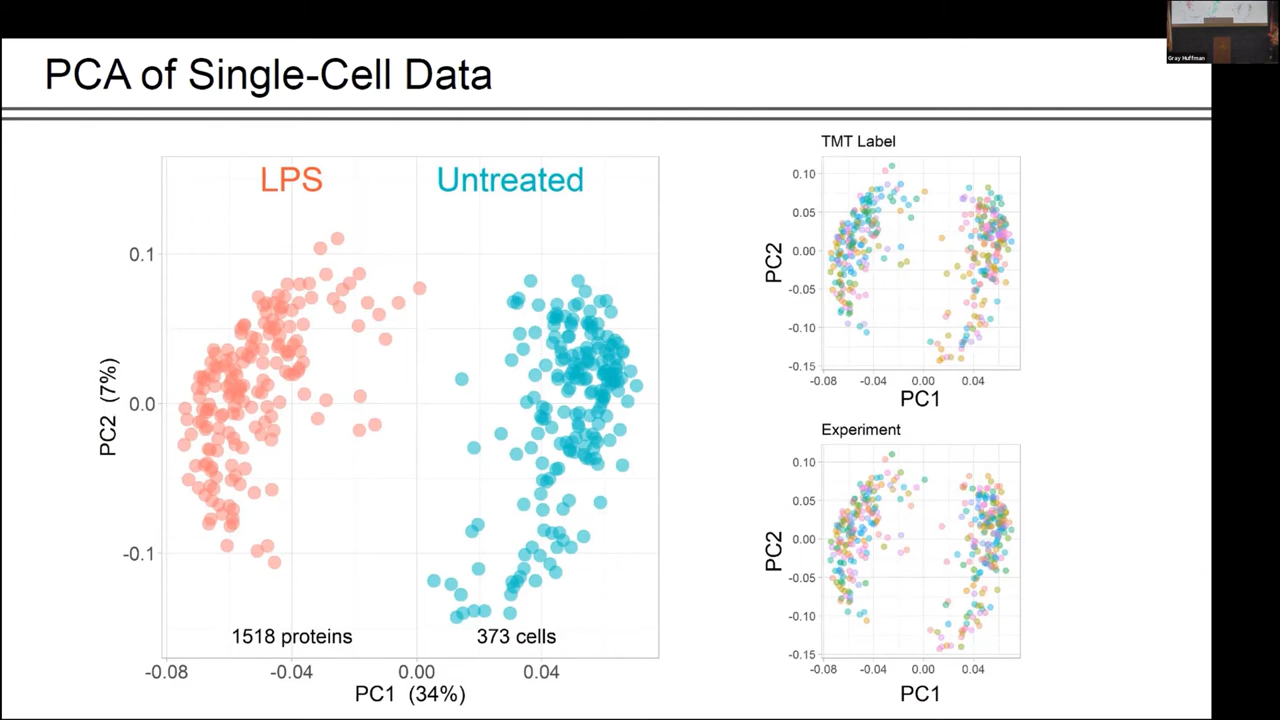 Gray Huffman
PCA of Single-Cell Data
LPS
Untreated
0.1
0.0
-0.1
PC2 (7%)
1518 proteins
373 cells
-0.08
-0.04
0.00
0.04
PC1 (34%)
TMT Label
0.10
0.05
0.00
-0.05
-0.10
-0.15
PC2
-0.08
-0.04
0.00
0.04
PC1
Experiment
0.10
0.05
0.00
-0.05
-0.10
-0.15
PC2
-0.08
-0.04
0.00
0.04
PC1